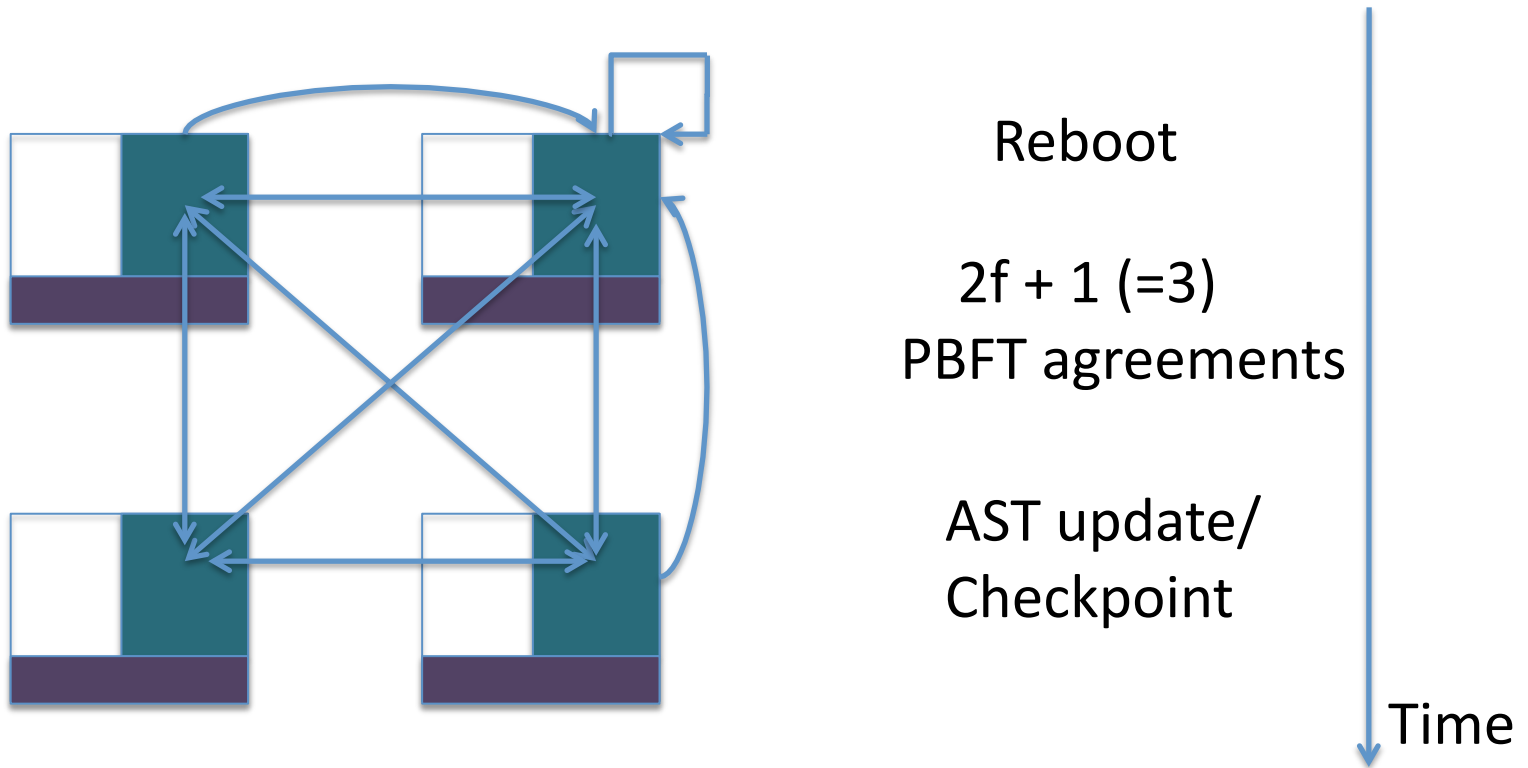 Reboot
2f + 1 (=3)
PBFT agreements
AST update/
Checkpoint
Time